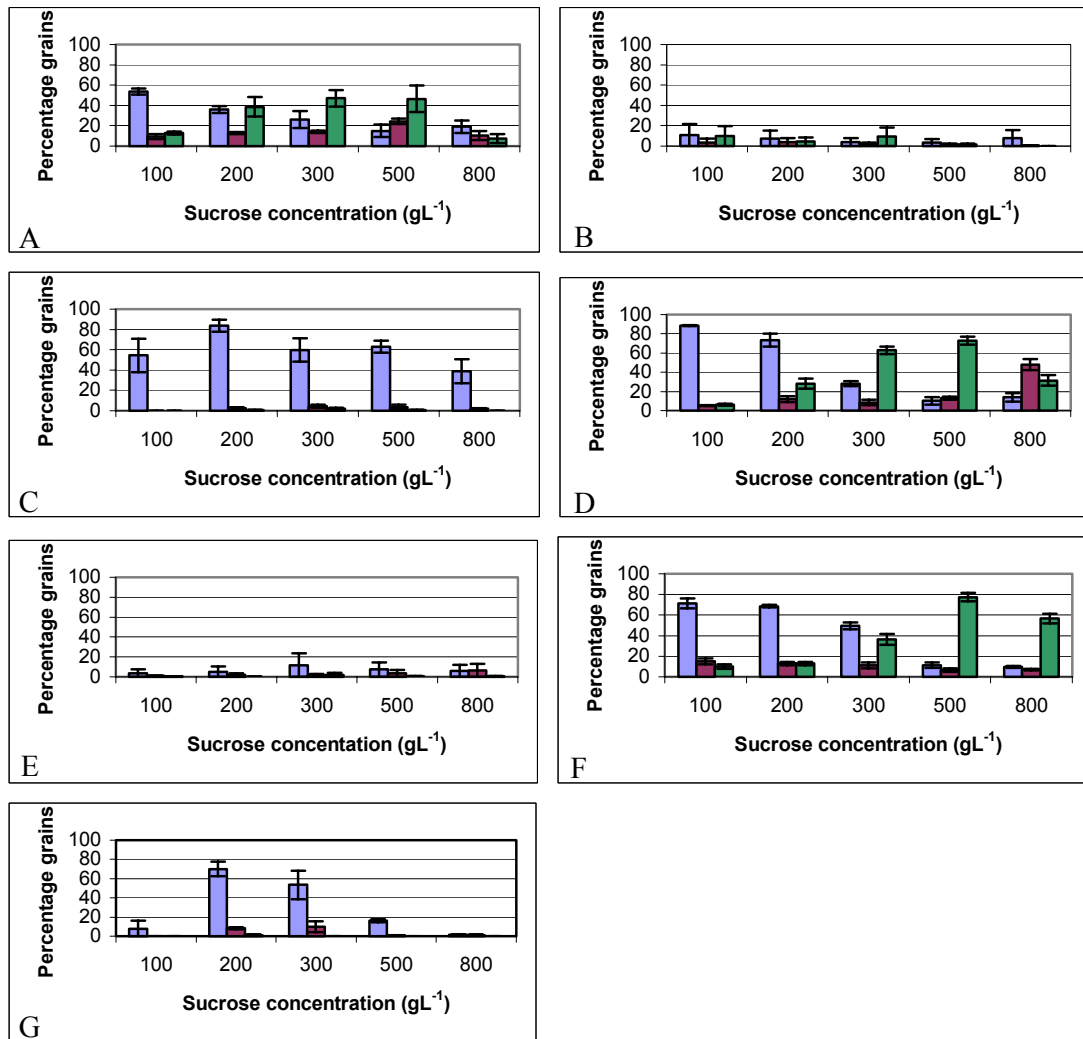 Percentage grains
100
80
60
40
20
0
100 200 300 500 800
Sucrose concentration (gL⁻¹)
A
Percentage grains
100
80
60
40
20
0
100 200 300 500 800
Sucrose cencencentration (gL⁻¹)
B
Percentage grains
100
80
60
40
20
0
100 200 300 500 800
Sucrose concentration (gL⁻¹)
C
Percentage grains
100
80
60
40
20
0
100 200 300 500 800
Sucrose concentration (gL⁻¹)
D
Percentage grains
100
80
60
40
20
0
100 200 300 500 800
Sucrose concentation (gL⁻¹)
E
Percentage grains
100
80
60
40
20
0
100 200 300 500 800
Sucrose concentration (gL⁻¹)
F
Percentage grains
100
80
60
40
20
0
100 200 300 500 800
Sucrose concentration (gL⁻¹)
G